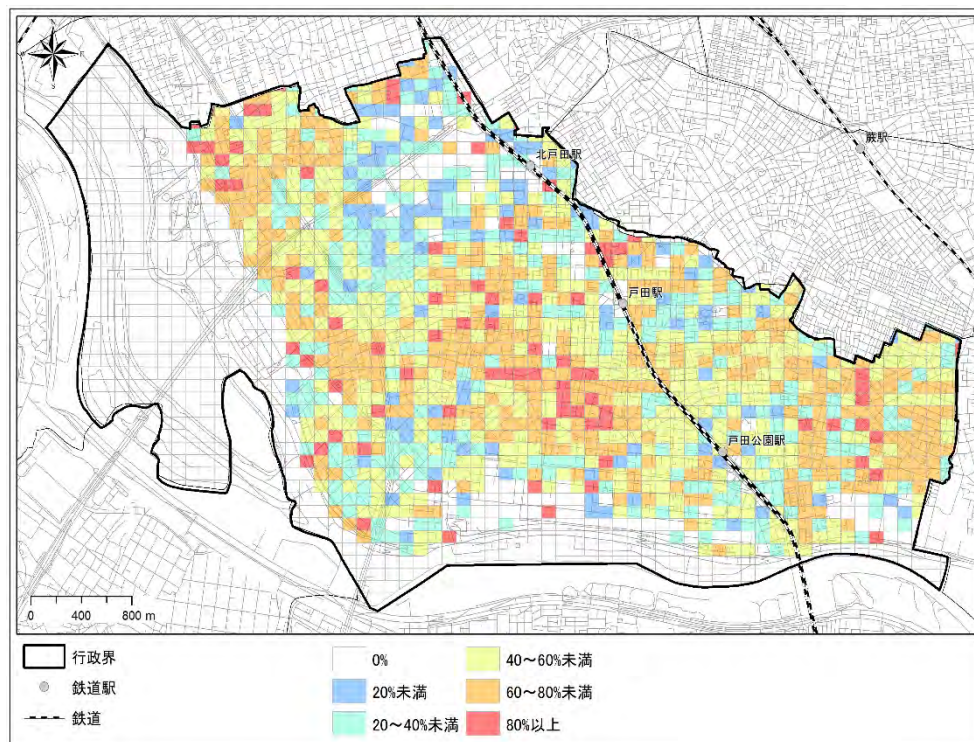 蕨駅
北戸田駅
戸田駅
戸田公園駅
0 400 800 m
行政界
鉄道駅
鉄道
0%
20%未満
20～40%未満
40～60%未満
60～80%未満
80%以上